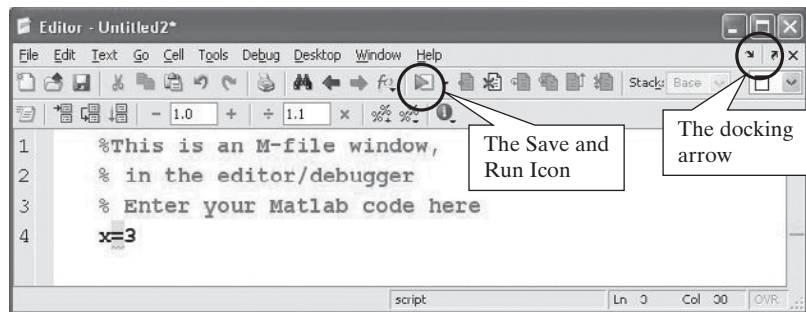 Editor - Untitled2*
File Edit Text Go Cell Tools Debug Desktop Window Help
Stack: Base
- 1.0 + ÷ 1.1 ×
The Save and
Run Icon
The docking
arrow
1 %This is an M-file window,
2 % in the editor/debugger
3 % Enter your Matlab code here
4 x=3
script Ln Col OVR